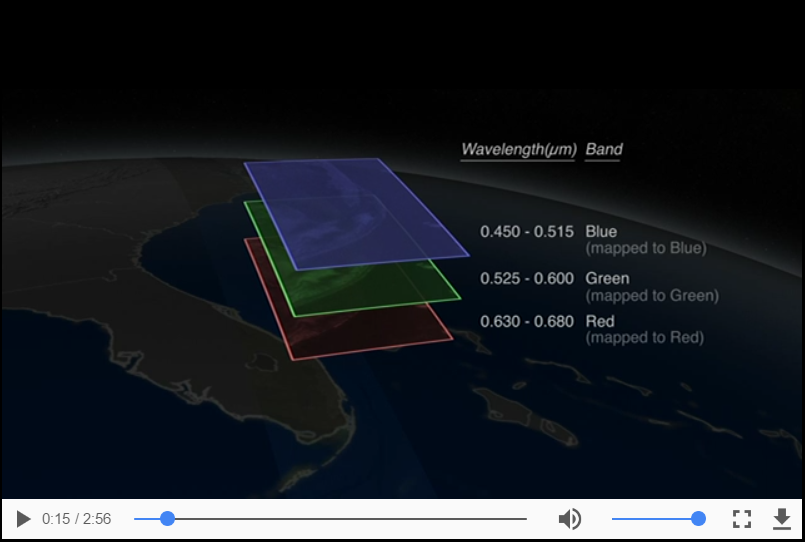 Wavelength(µm) Band
0.450 - 0.515 Blue
(mapped to Blue)
0.525 - 0.600 Green
(mapped to Green)
0.630 - 0.680 Red
(mapped to Red)
0:15 / 2:56